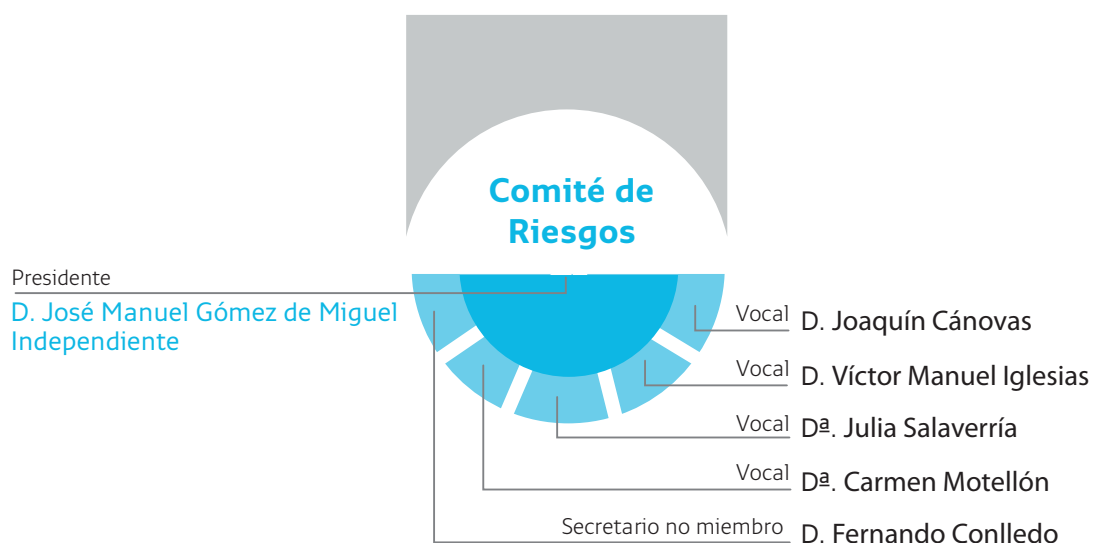 Comité de
Riesgos
Presidente
D. José Manuel Gómez de Miguel
Independiente
Vocal D. Joaquín Cánovas
Vocal D. Víctor Manuel Iglesias
Vocal Dª. Julia Salaverría
Vocal Dª. Carmen Motellón
Secretario no miembro D. Fernando Conlledo